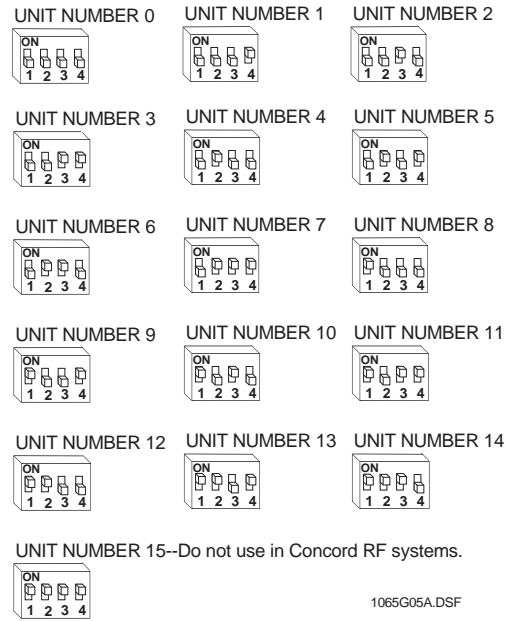 UNIT NUMBER 0 UNIT NUMBER 1 UNIT NUMBER 2
ON ON ON
1 2 3 4 1 2 3 4 1 2 3 4
UNIT NUMBER 3 UNIT NUMBER 4 UNIT NUMBER 5
ON ON ON
1 2 3 4 1 2 3 4 1 2 3 4
UNIT NUMBER 6 UNIT NUMBER 7 UNIT NUMBER 8
ON ON ON
1 2 3 4 1 2 3 4 1 2 3 4
UNIT NUMBER 9 UNIT NUMBER 10 UNIT NUMBER 11
ON ON ON
1 2 3 4 1 2 3 4 1 2 3 4
UNIT NUMBER 12 UNIT NUMBER 13 UNIT NUMBER 14
ON ON ON
1 2 3 4 1 2 3 4 1 2 3 4
UNIT NUMBER 15--Do not use in Concord RF systems.
ON
1 2 3 4 1065G05A.DSF